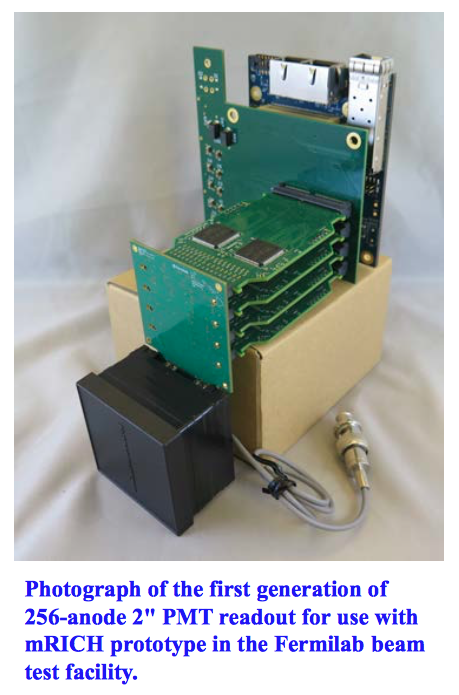 Photograph of the first generation of
256-anode 2" PMT readout for use with
mRICH prototype in the Fermilab beam
test facility.